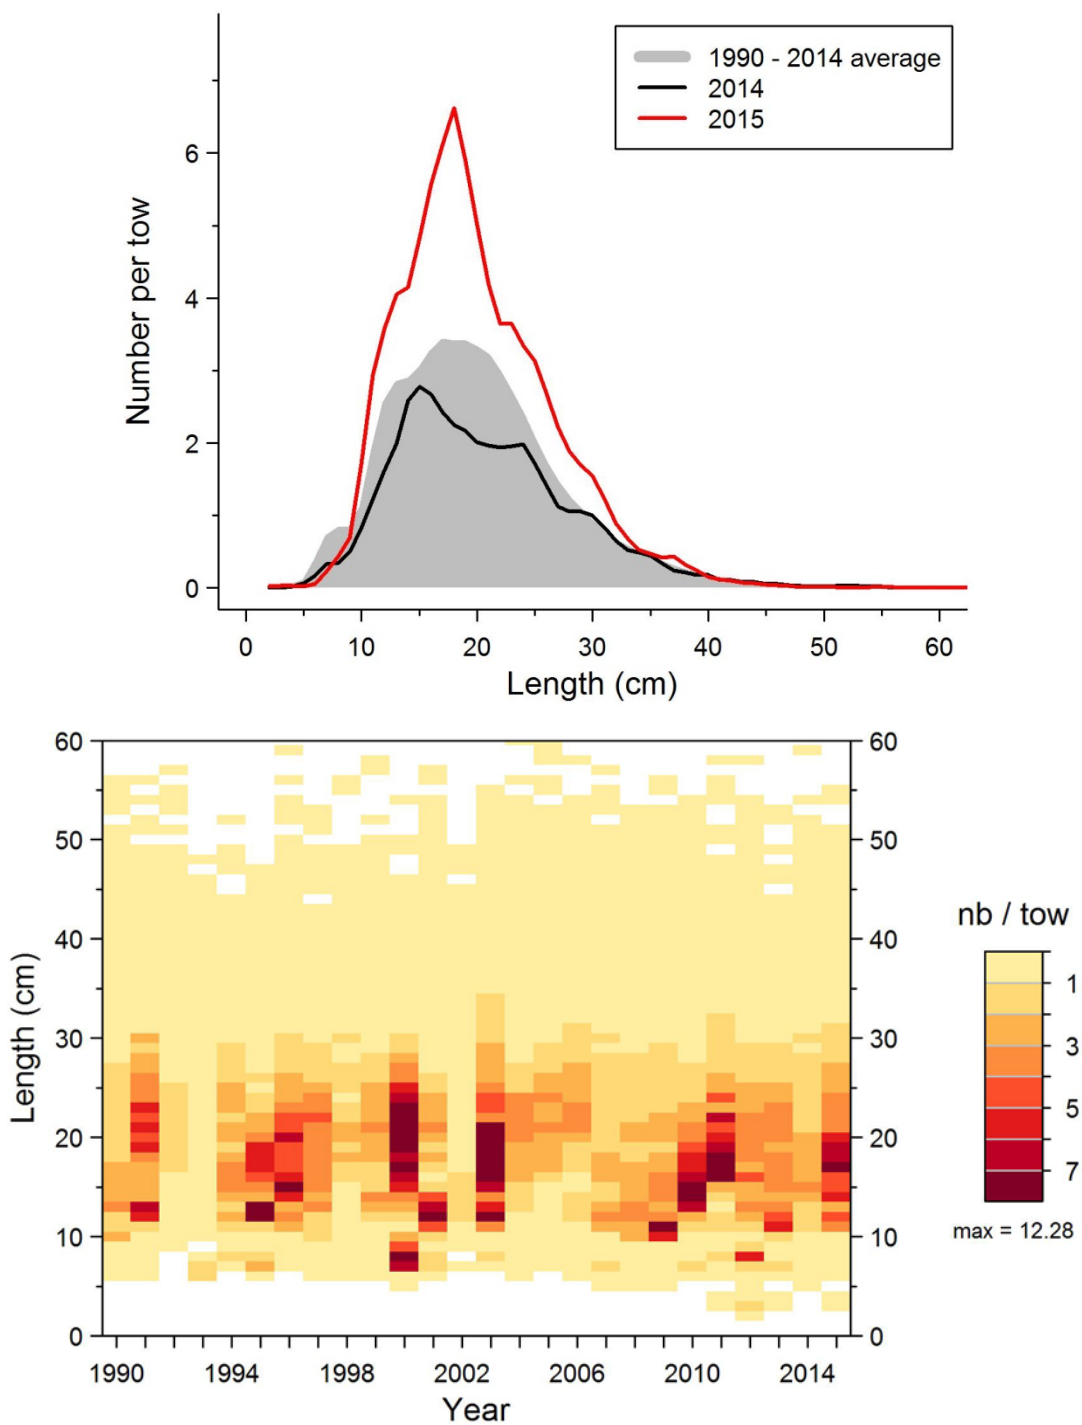 1990 - 2014 average
2014
2015
Number per tow
6
4
2
0
0 10 20 30 40 50 60
Length (cm)
60 60
50 50
40 40
30 30
20 20
10 10
0 0
Length (cm)
1990 1994 1998 2002 2006 2010 2014
Year
nb / tow
1
3
5
7
max = 12.28